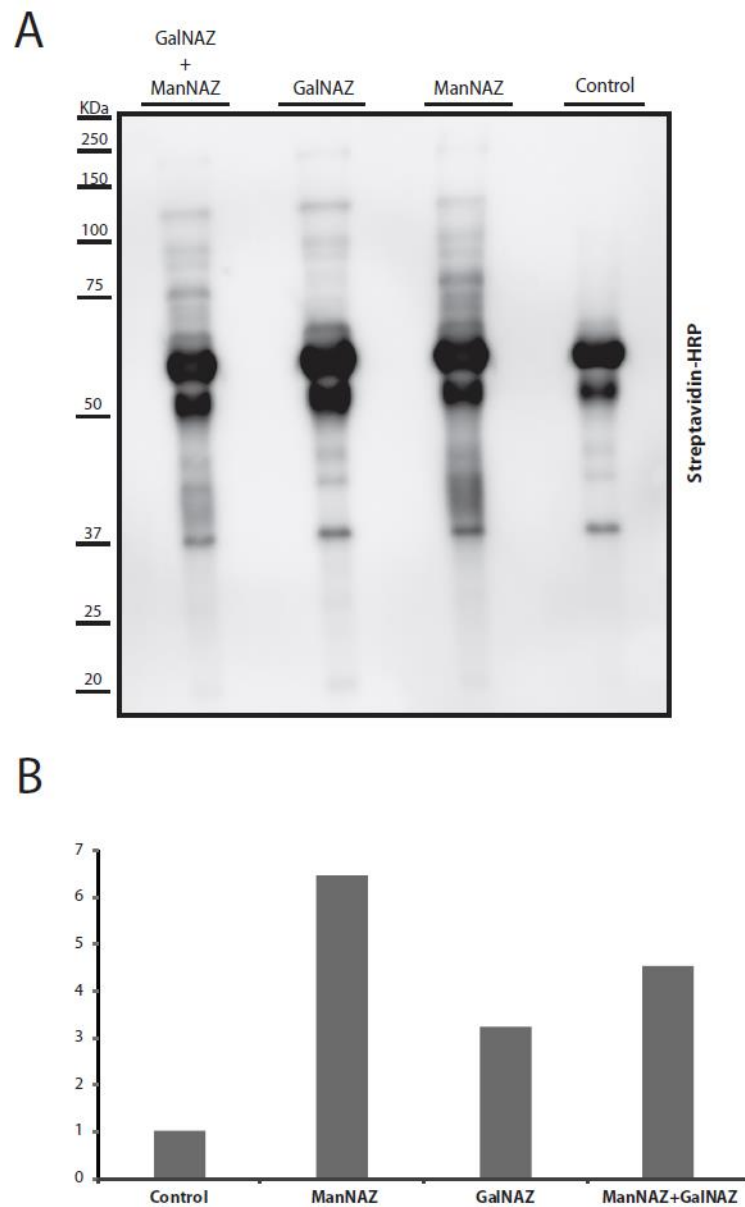 A
GalNAZ
+
ManNAZ
GalNAZ
ManNAZ
Control
KDa
250
150
100
75
50
37
25
20
Streptavidin-HRP
B
7
6
5
4
3
2
1
0
Control
ManNAZ
GalNAZ
ManNAZ+GalNAZ